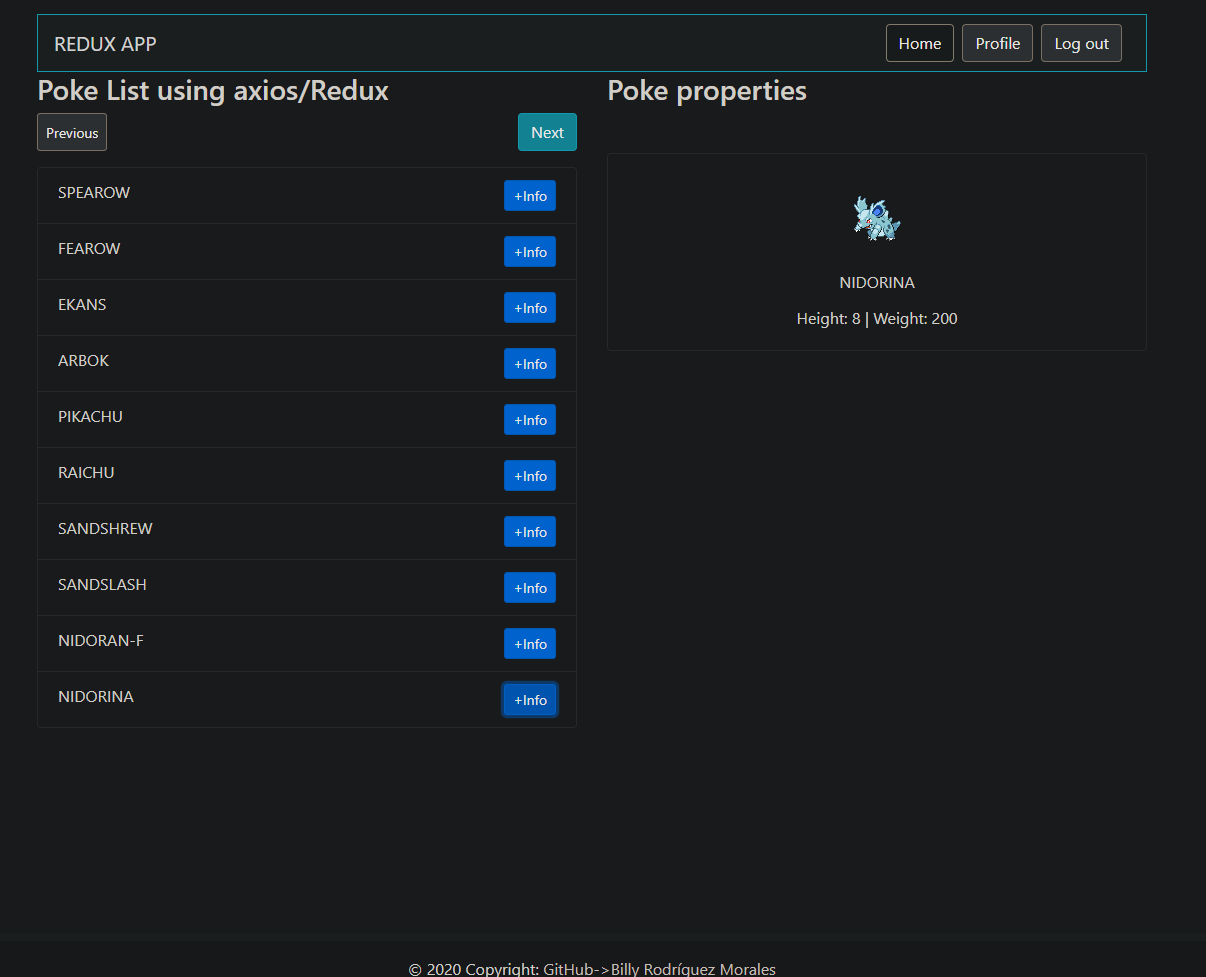 REDUX APP
Home
Profile
Log out
Poke List using axios/Redux
Previous
Next
SPEAROW
+Info
FEAROW
+Info
EKANS
+Info
ARBOK
+Info
PIKACHU
+Info
RAICHU
+Info
SANDSHREW
+Info
SANDSLASH
+Info
NIDORAN-F
+Info
NIDORINA
+Info
Poke properties
NIDORINA
Height: 8 | Weight: 200
© 2020 Copyright: GitHub->Billy Rodríguez Morales